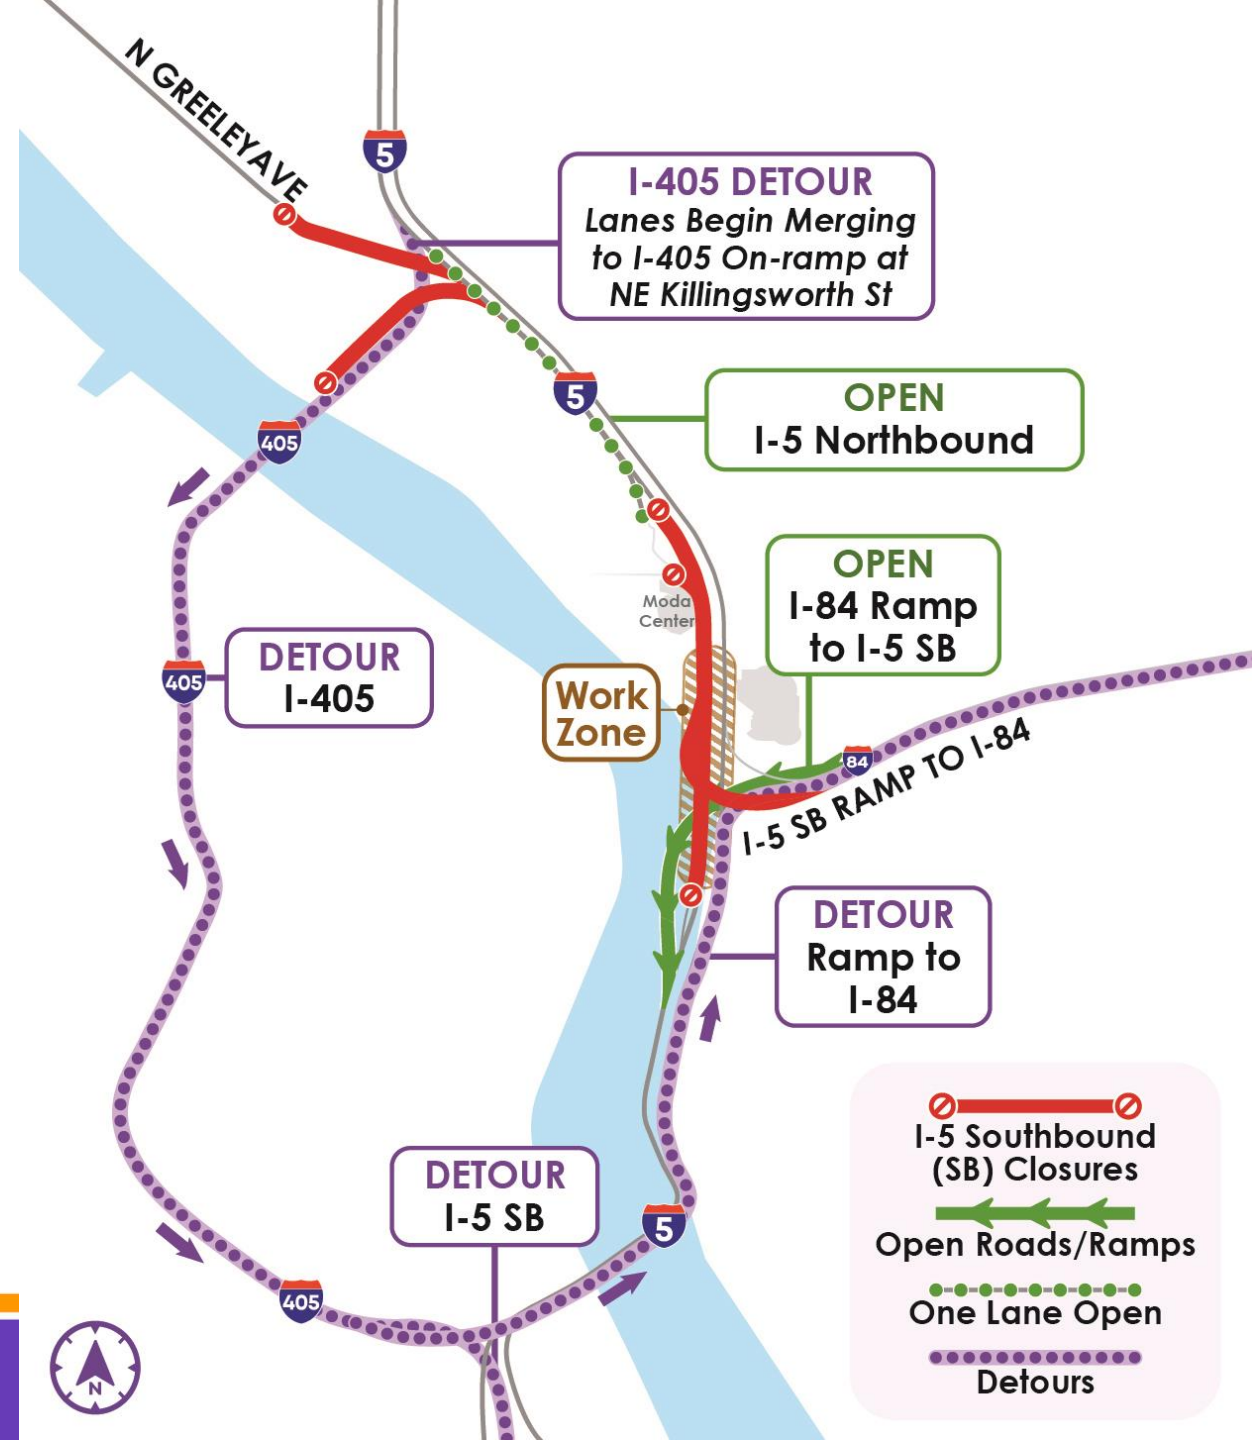 N GREELEY AVE
5
I-405 DETOUR
Lanes Begin Merging
to I-405 On-ramp at
NE Killingsworth St
5
OPEN
I-5 Northbound
405
OPEN
I-84 Ramp
to I-5 SB
Moda
Center
DETOUR
I-405
405
Work
Zone
84
I-5 SB RAMP TO I-84
DETOUR
Ramp to
I-84
DETOUR
I-5 SB
5
405
N
I-5 Southbound
(SB) Closures
Open Roads/Ramps
One Lane Open
Detours